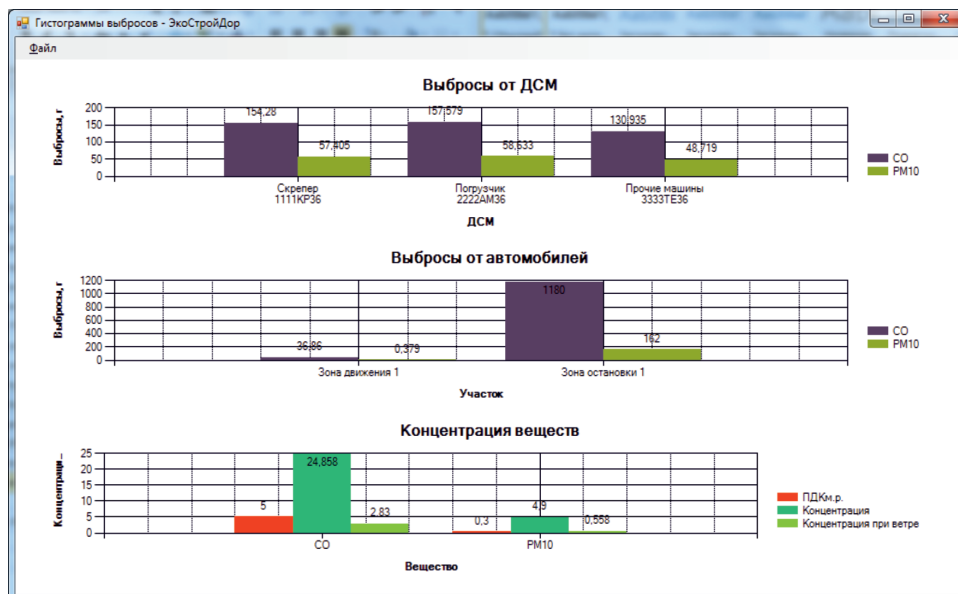 Гистограммы выбросов - ЭкоСтройДор
Файл
Выбросы от ДСМ
Выбросы, г
200
150
100
50
0
154,28
57,405
157,579
58,633
130,935
48,719
Скрепер
1111КР36
Погрузчик
2222АМ36
Прочие машины
3333ТЕ36
ДСМ
CO
PM10
Выбросы от автомобилей
Выбросы, г
1200
1000
800
600
400
200
0
36,86
0,379
1180
162
Зона движения 1
Зона остановки 1
Участок
CO
PM10
Концентрация веществ
Концентраци...
25
20
15
10
5
0
5
24,858
2,83
0,3
4,9
0,558
CO
PM10
Вещество
ПДКм.р.
Концентрация
Концентрация при ветре